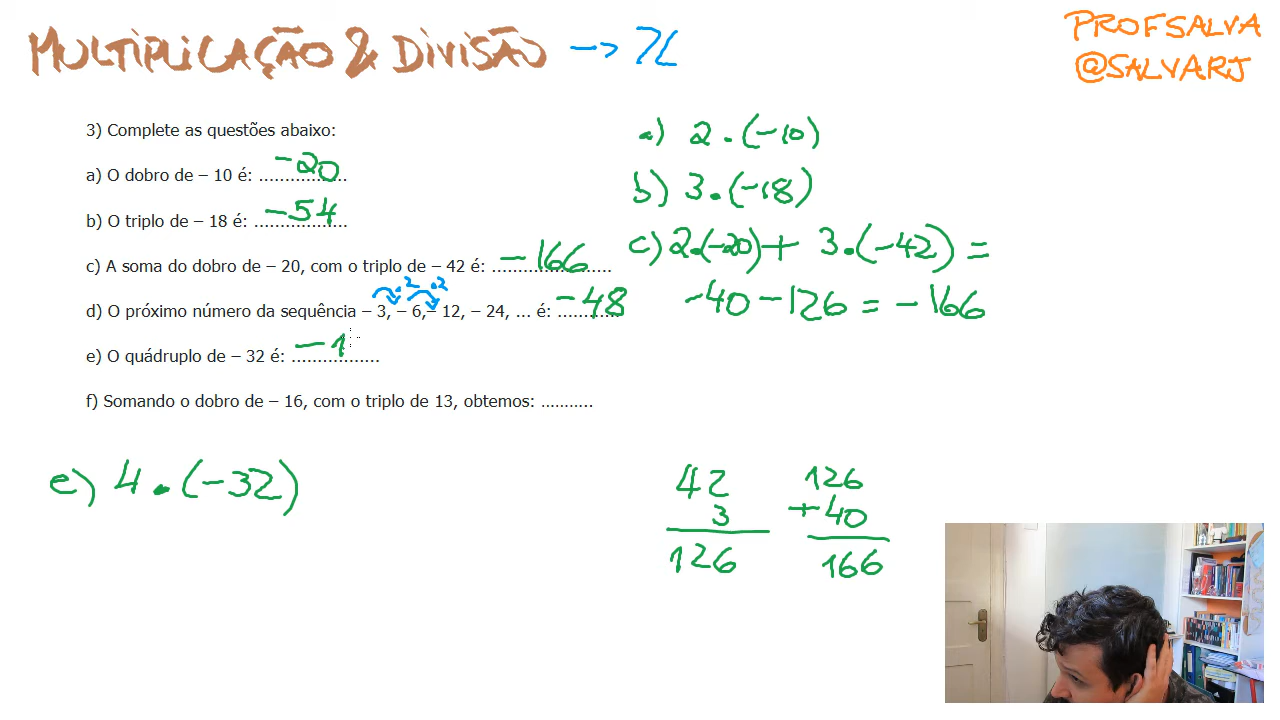 MULTIPLICAÇÃO & DIVISÃO → ℤ
PROFSALVA
@SALVARJ
3) Complete as questões abaixo:
a) O dobro de – 10 é: -20
b) O triplo de – 18 é: -54
c) A soma do dobro de – 20, com o triplo de – 42 é: -166
.2 .2
d) O próximo número da sequência – 3, – 6, – 12, – 24, ... é: -48
e) O quádruplo de – 32 é: -1
f) Somando o dobro de – 16, com o triplo de 13, obtemos: ...........
a) 2 . (-10)
b) 3 . (-18)
c) 2.(-20) + 3.(-42) =
-40 - 126 = -166
e) 4 . (-32)
42
3
126
126
+40
166